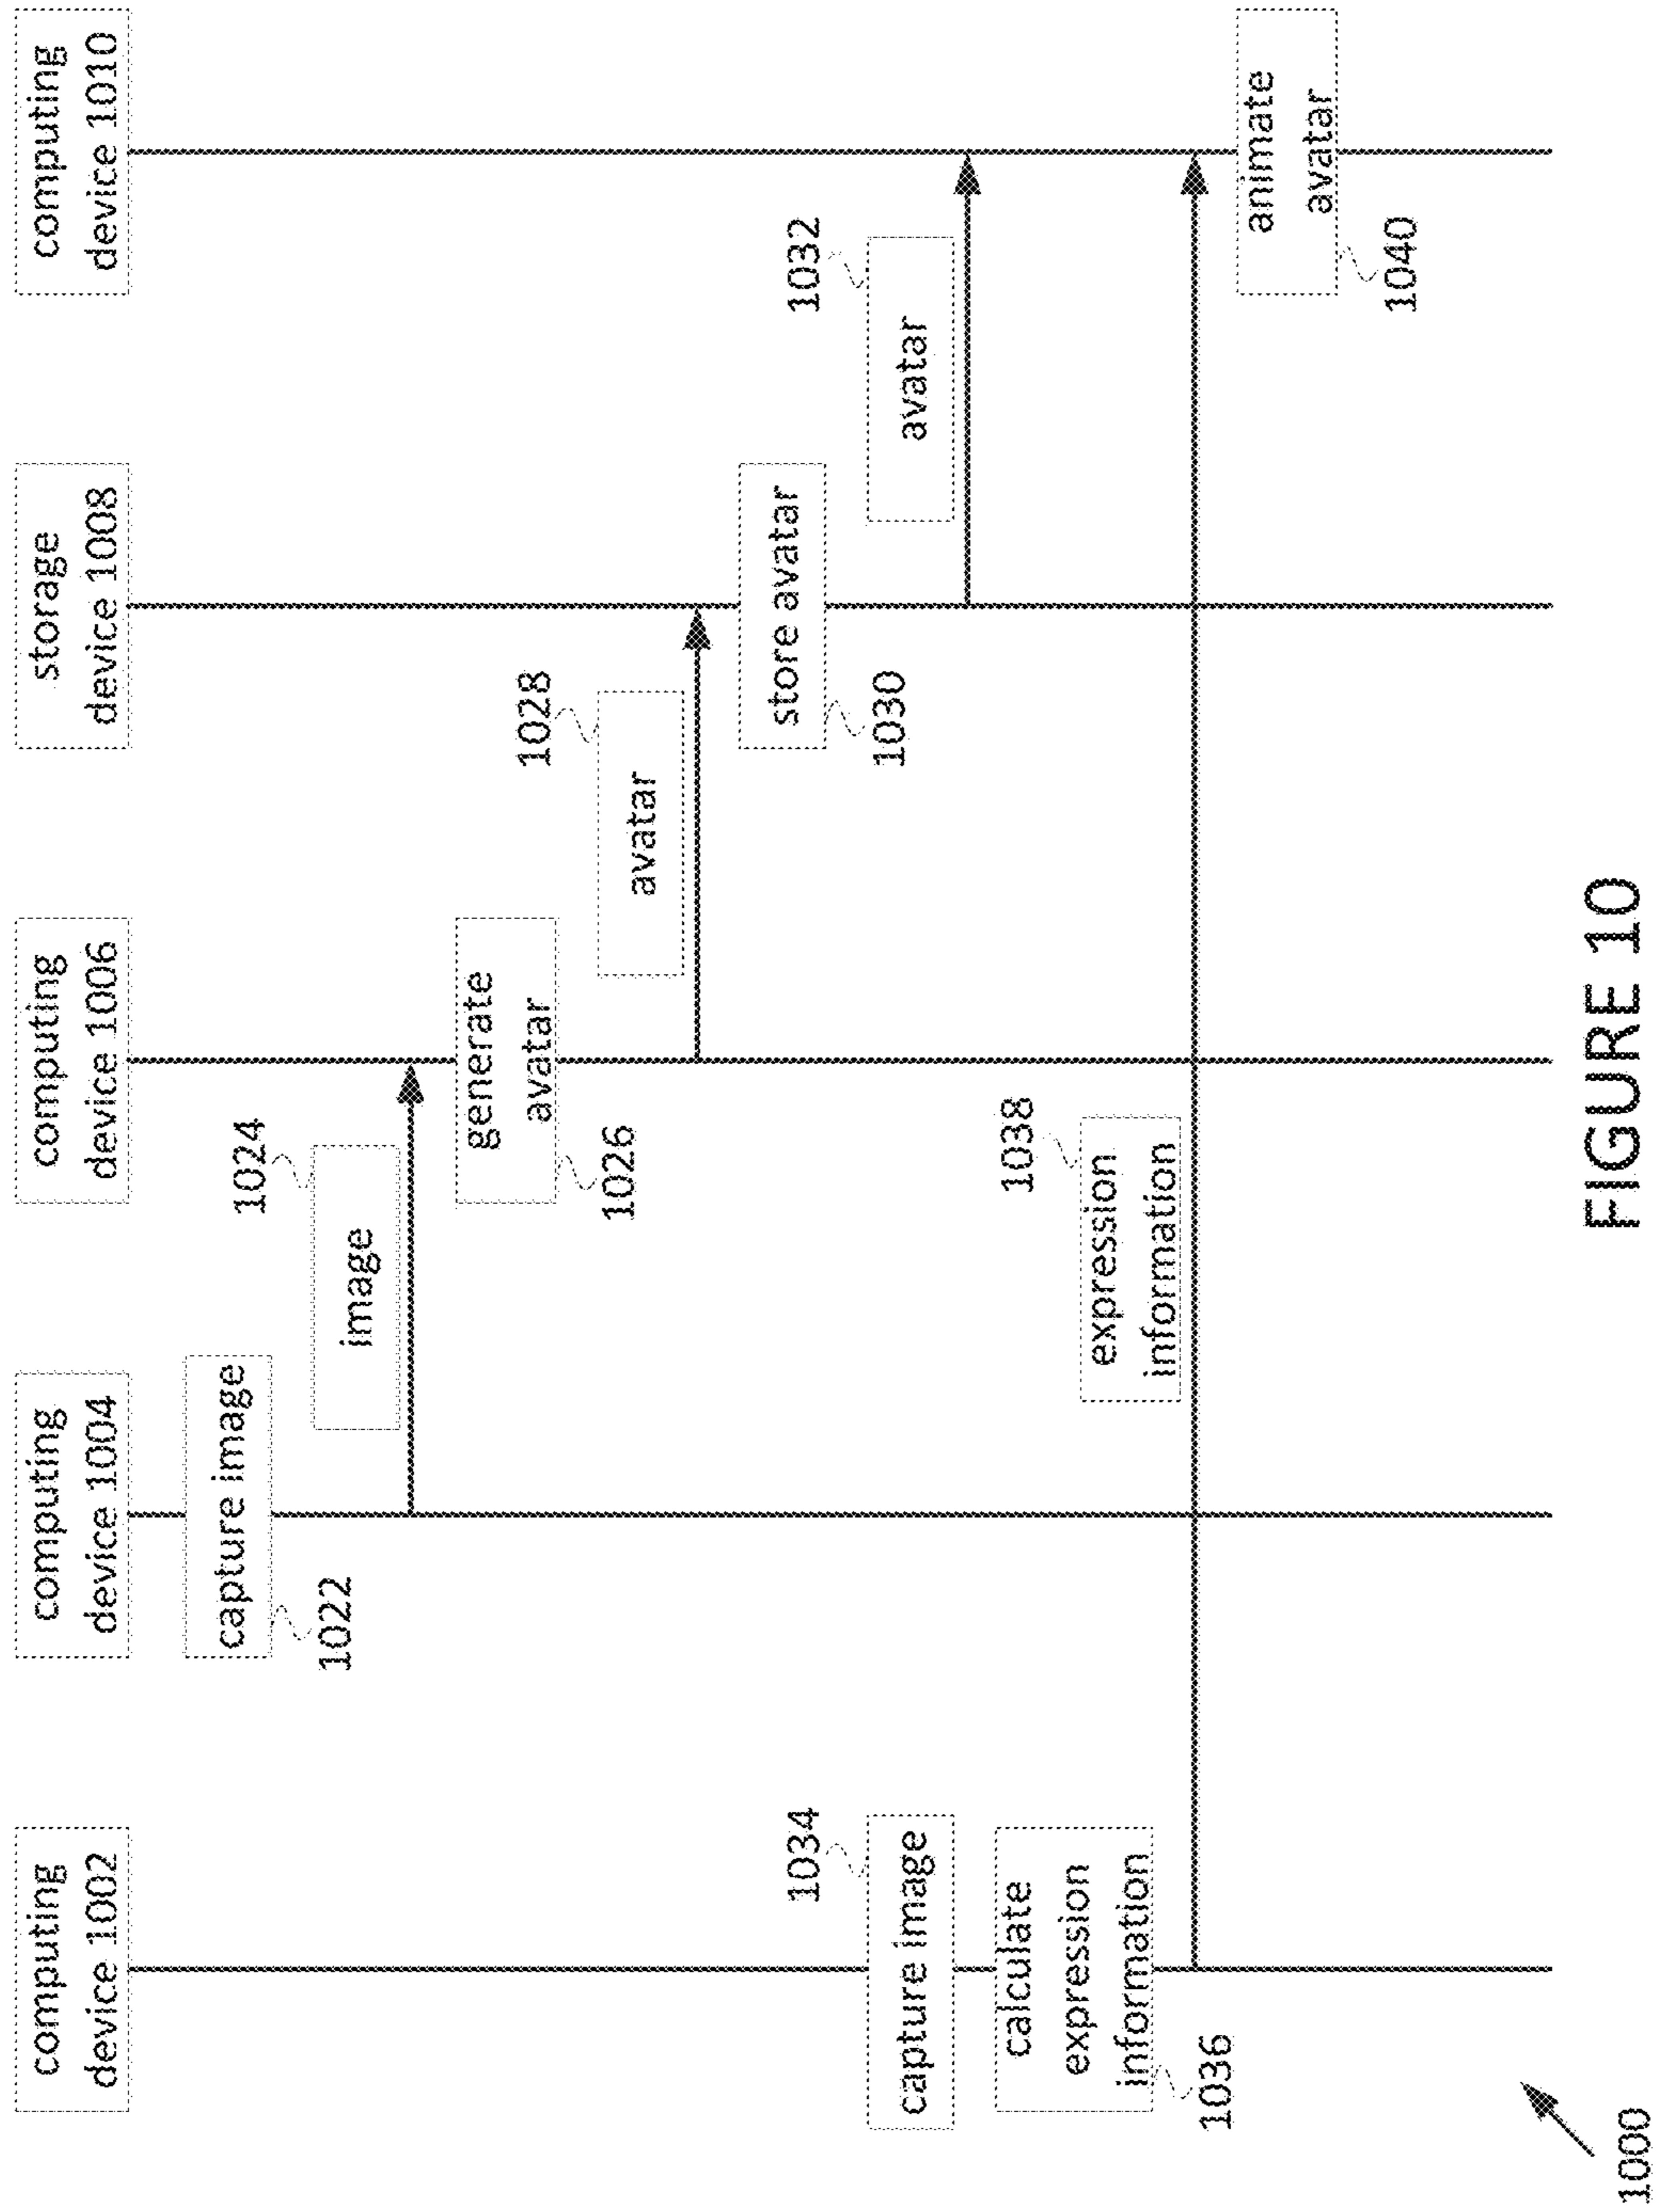 computing
device 1002
computing
device 1004
computing
device 1006
storage
device 1008
computing
device 1010
capture image
1022
1024
image
generate
avatar
1026
1028
avatar
store avatar
1030
1032
avatar
1034
capture image
calculate
expression
information
1036
1038
expression
information
animate
avatar
1040
1000
FIGURE 10